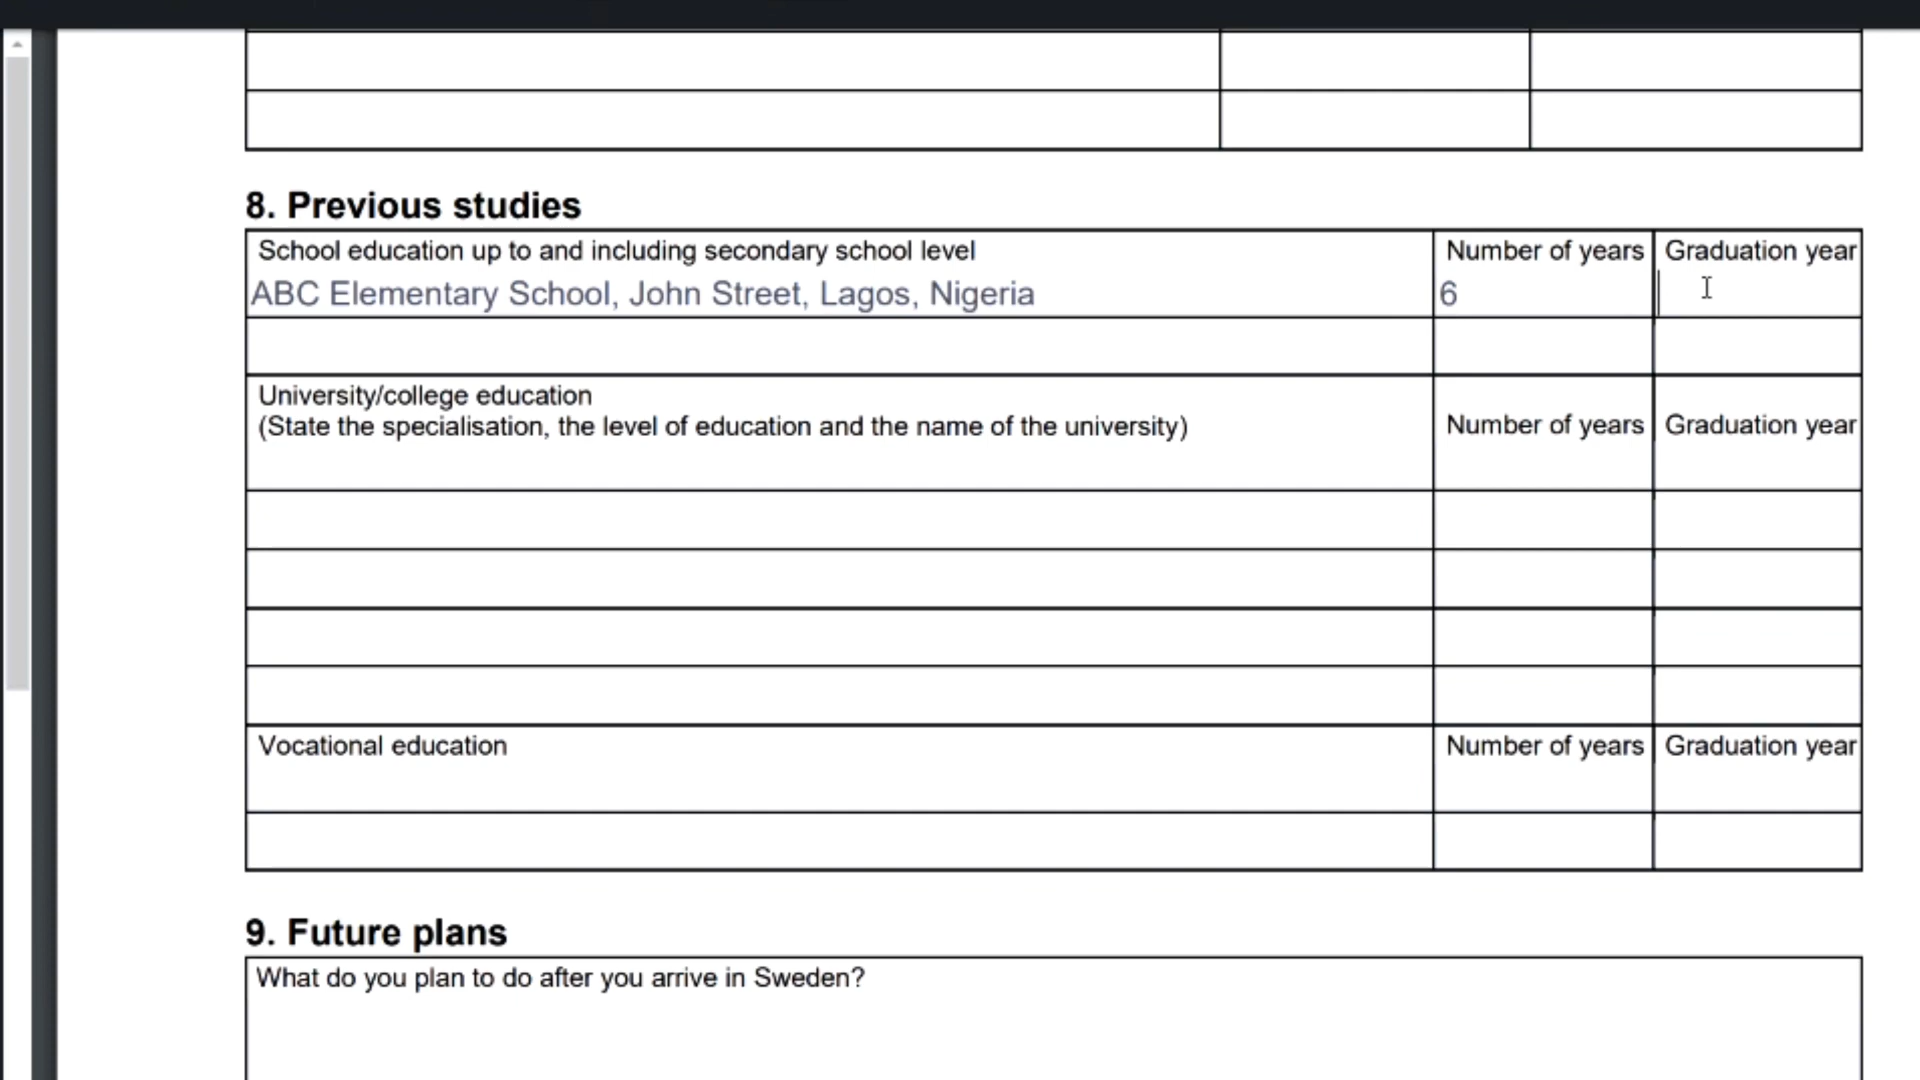 8. Previous studies
School education up to and including secondary school level
Number of years
Graduation year
ABC Elementary School, John Street, Lagos, Nigeria
6
University/college education
(State the specialisation, the level of education and the name of the university)
Number of years
Graduation year
Vocational education
Number of years
Graduation year
9. Future plans
What do you plan to do after you arrive in Sweden?